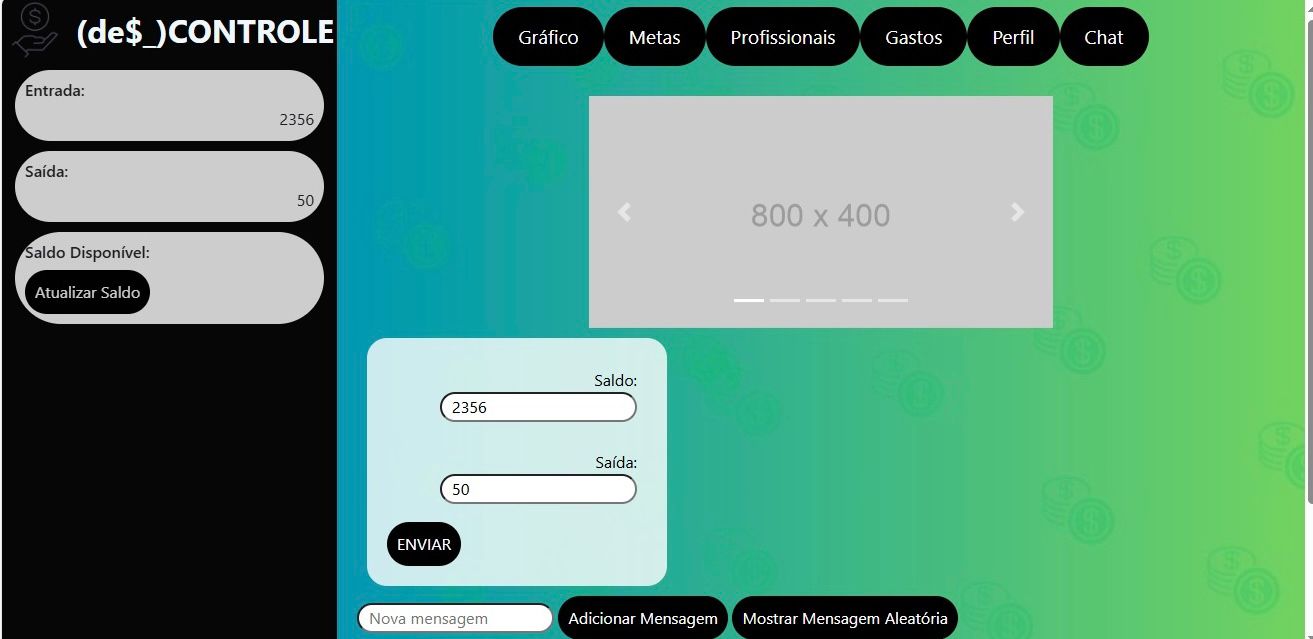 (de$_)CONTROLE
Gráfico Metas Profissionais Gastos Perfil Chat
Entrada:
2356
Saída:
50
Saldo Disponível:
Atualizar Saldo
800 x 400
Saldo:
2356
Saída:
50
ENVIAR
Nova mensagem Adicionar Mensagem Mostrar Mensagem Aleatória